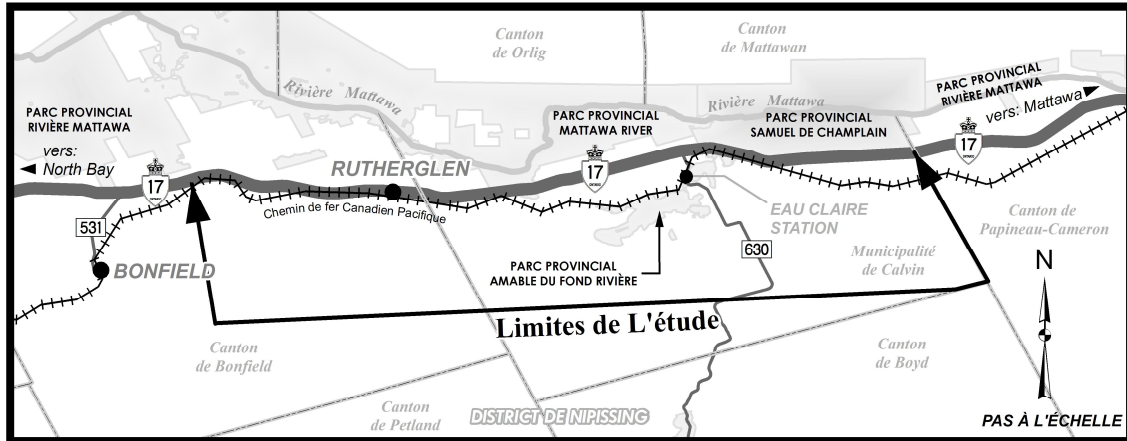 Canton
de Orlig
Canton
de Mattawan
PARC PROVINCIAL
RIVIÈRE MATTAWA
Rivière Mattawa
Rivière Mattawa
PARC PROVINCIAL
RIVIÈRE MATTAWA
vers: Mattawa
PARC PROVINCIAL
MATTAWA RIVER
PARC PROVINCIAL
SAMUEL DE CHAMPLAIN
vers:
North Bay
17
RUTHERGLEN
17
ONTARIO
17
ONTARIO
Chemin de fer Canadien Pacifique
531
BONFIELD
EAU CLAIRE
STATION
630
PARC PROVINCIAL
AMABLE DU FOND RIVIÈRE
Municipalité
de Calvin
Canton de
Papineau-Cameron
N
Limites de L'étude
Canton
de Bonfield
Canton
de Boyd
Canton
de Petland
DISTRICT DE NIPISSING
PAS À L'ÉCHELLE